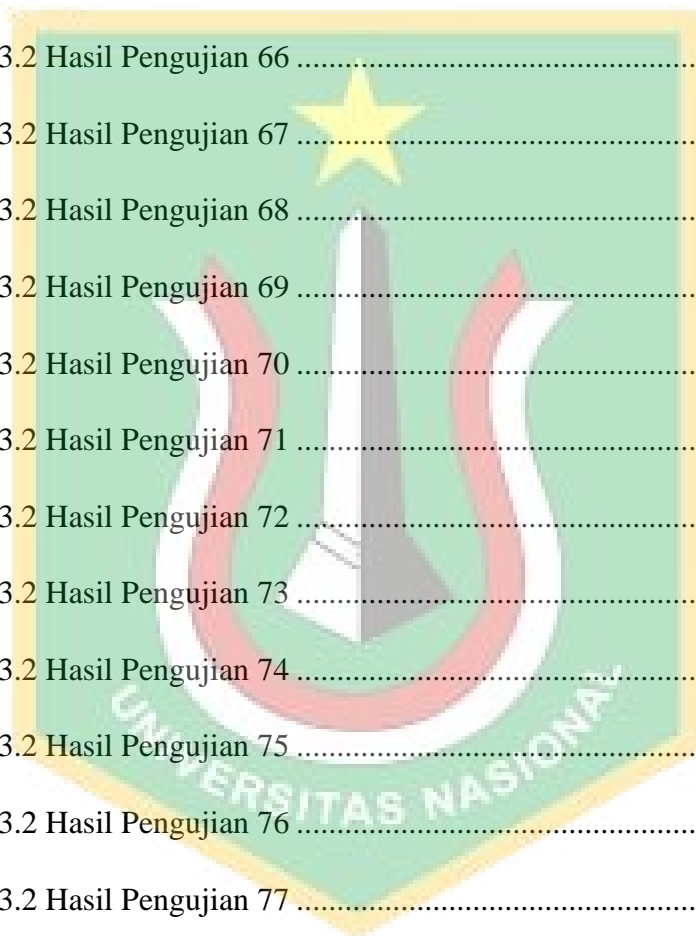 3.2 Hasil Pengujian 66 ........................................................
3.2 Hasil Pengujian 67 ........................................................
3.2 Hasil Pengujian 68 ........................................................
3.2 Hasil Pengujian 69 ........................................................
3.2 Hasil Pengujian 70 ........................................................
3.2 Hasil Pengujian 71 ........................................................
3.2 Hasil Pengujian 72 ........................................................
3.2 Hasil Pengujian 73 ........................................................
3.2 Hasil Pengujian 74 ........................................................
3.2 Hasil Pengujian 75 ........................................................
3.2 Hasil Pengujian 76 ........................................................
3.2 Hasil Pengujian 77 ........................................................
UNIVERSITAS NASIONAL